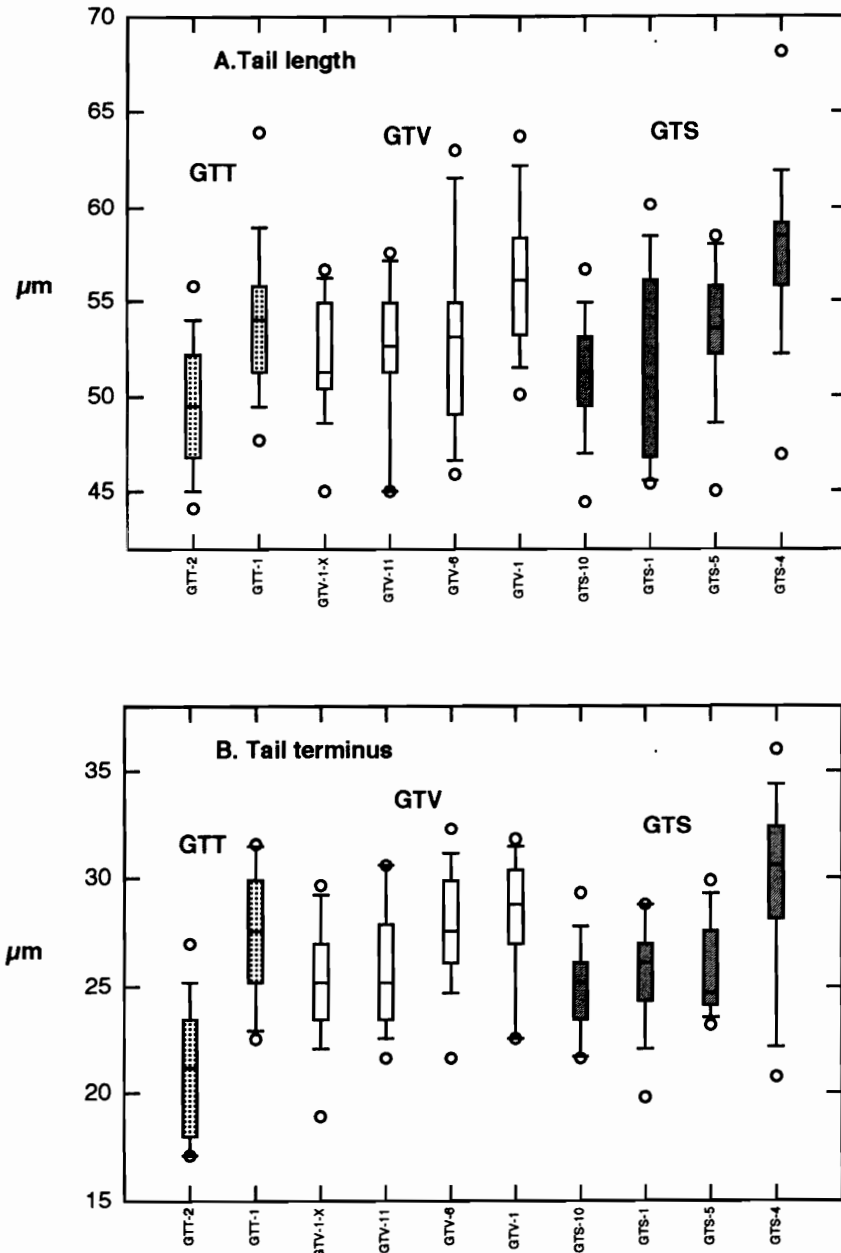 70
A.Tail length
65
GTV
GTS
GTT
60
µm
55
50
45
GTT-2
GTT-1
GTV-1-X
GTV-11
GTV-6
GTV-1
GTS-10
GTS-1
GTS-5
GTS-4
B. Tail terminus
35
GTV
GTS
GTT
30
µm
25
20
15
GTT-2
GTT-1
GTV-1-X
GTV-11
GTV-6
GTV-1
GTS-10
GTS-1
GTS-5
GTS-4